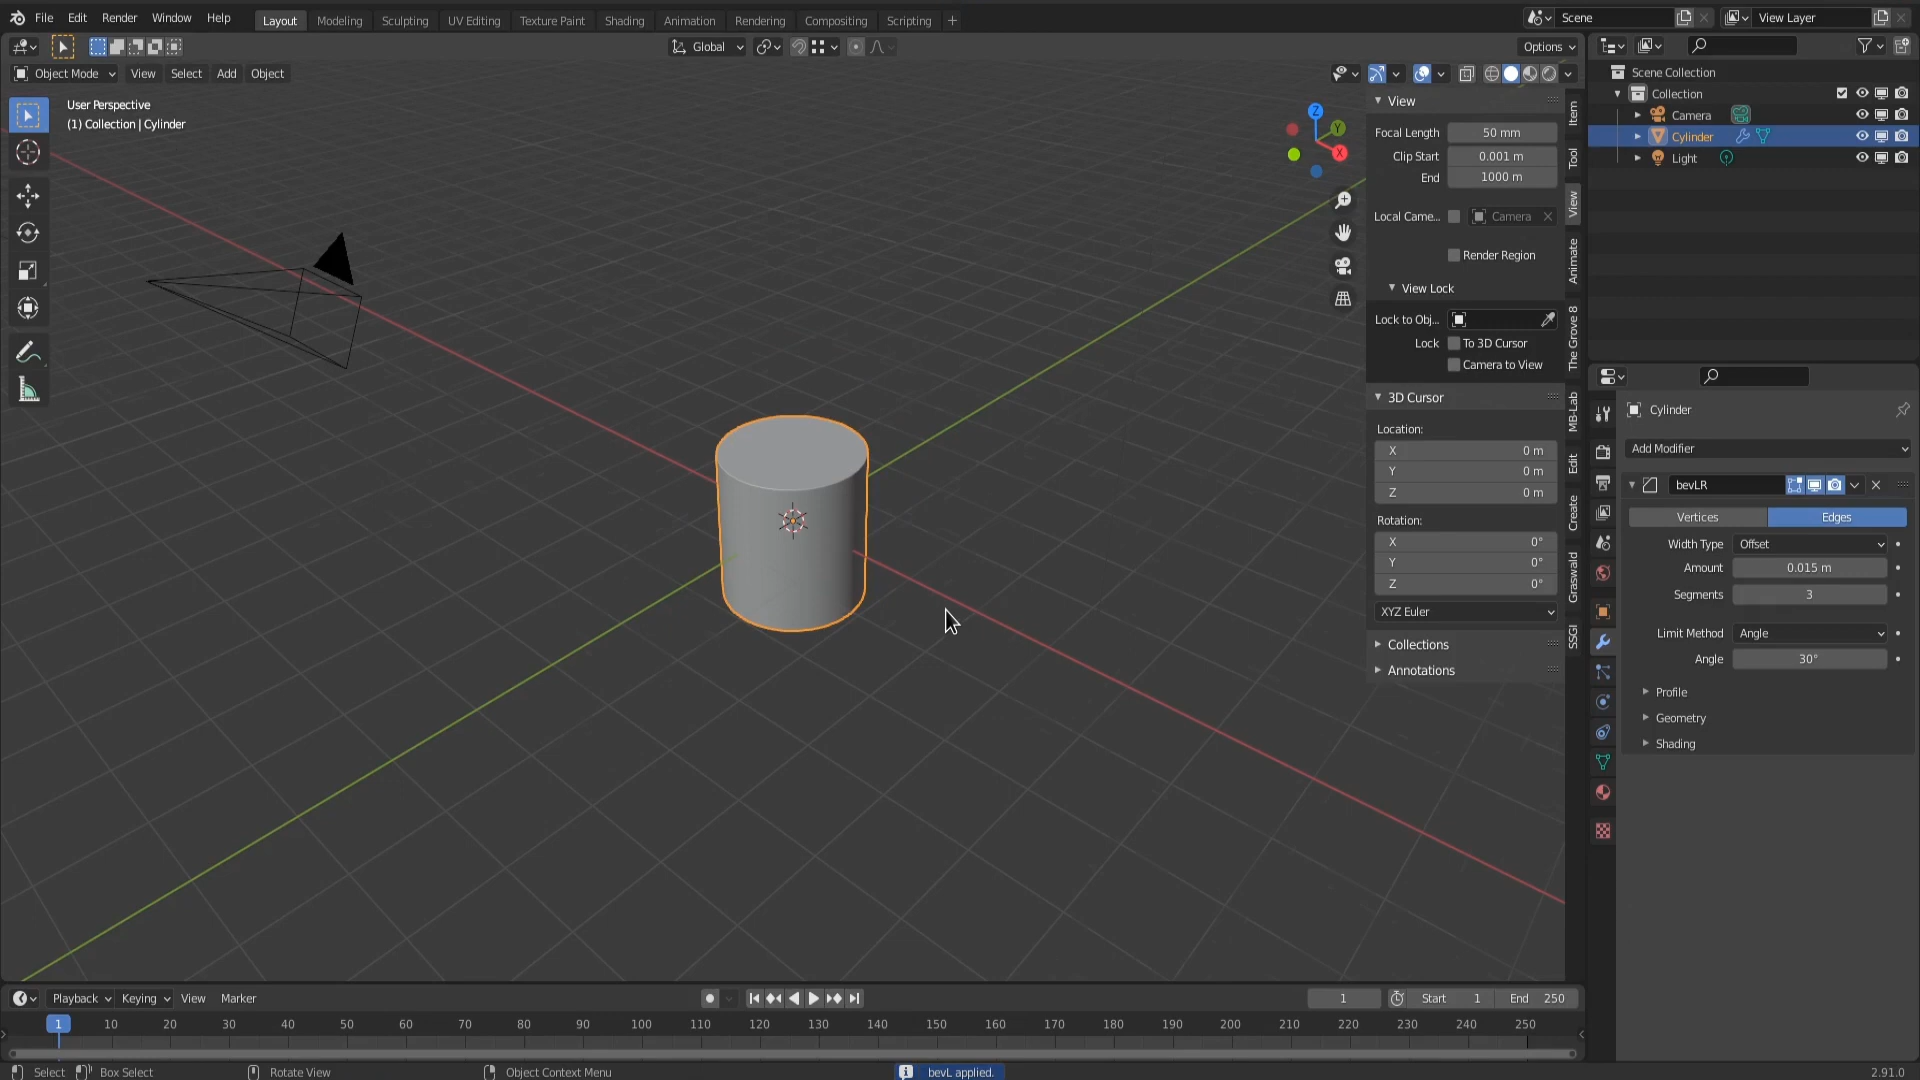 File Edit Render Window Help Layout Modeling Sculpting UV Editing Texture Paint Shading Animation Rendering Compositing Scripting + Scene View Layer
Global Options
Object Mode View Select Add Object
User Perspective
(1) Collection | Cylinder
Z
Y
X
View
Focal Length 50 mm
Clip Start 0.001 m
End 1000 m
Local Came... Camera
Render Region
View Lock
Lock to Obj...
Lock To 3D Cursor
Camera to View
3D Cursor
Location:
X 0 m
Y 0 m
Z 0 m
Rotation:
X 0°
Y 0°
Z 0°
XYZ Euler
Collections
Annotations
Item
Tool
View
Animate
The Grove 8
MB-Lab
Edit
Create
Graswald
SSGI
Scene Collection
Collection
Camera
Cylinder
Light
Cylinder
Add Modifier
bevLR
Vertices Edges
Width Type Offset
Amount 0.015 m
Segments 3
Limit Method Angle
Angle 30°
Profile
Geometry
Shading
Playback Keying View Marker 1 Start 1 End 250
1 10 20 30 40 50 60 70 80 90 100 110 120 130 140 150 160 170 180 190 200 210 220 230 240 250
Select Box Select Rotate View Object Context Menu bevL applied. 2.91.0